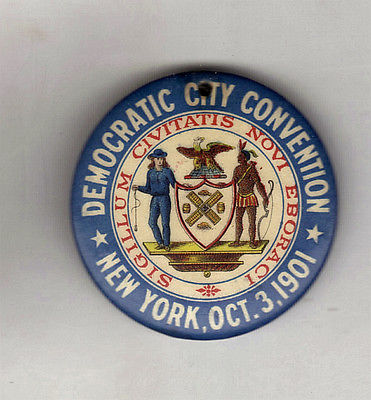 DEMOCRATIC CITY CONVENTION
NEW YORK, OCT. 3, 1901
SIGILLUM CIVITATIS NOVI EBORACI